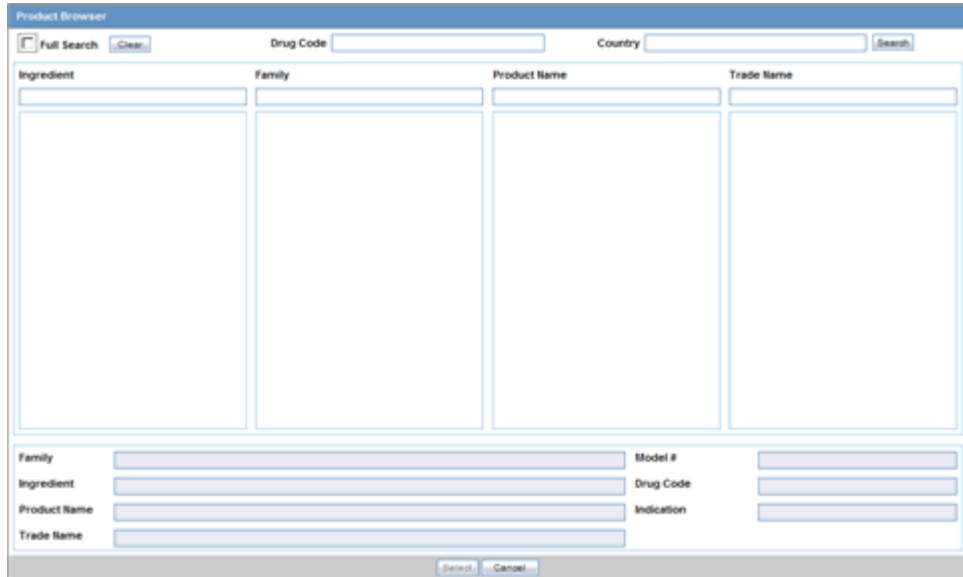 Product Browser
Full Search Clear Drug Code Country Search
Ingredient Family Product Name Trade Name
Family Model #
Ingredient Drug Code
Product Name Indication
Trade Name
Select Cancel